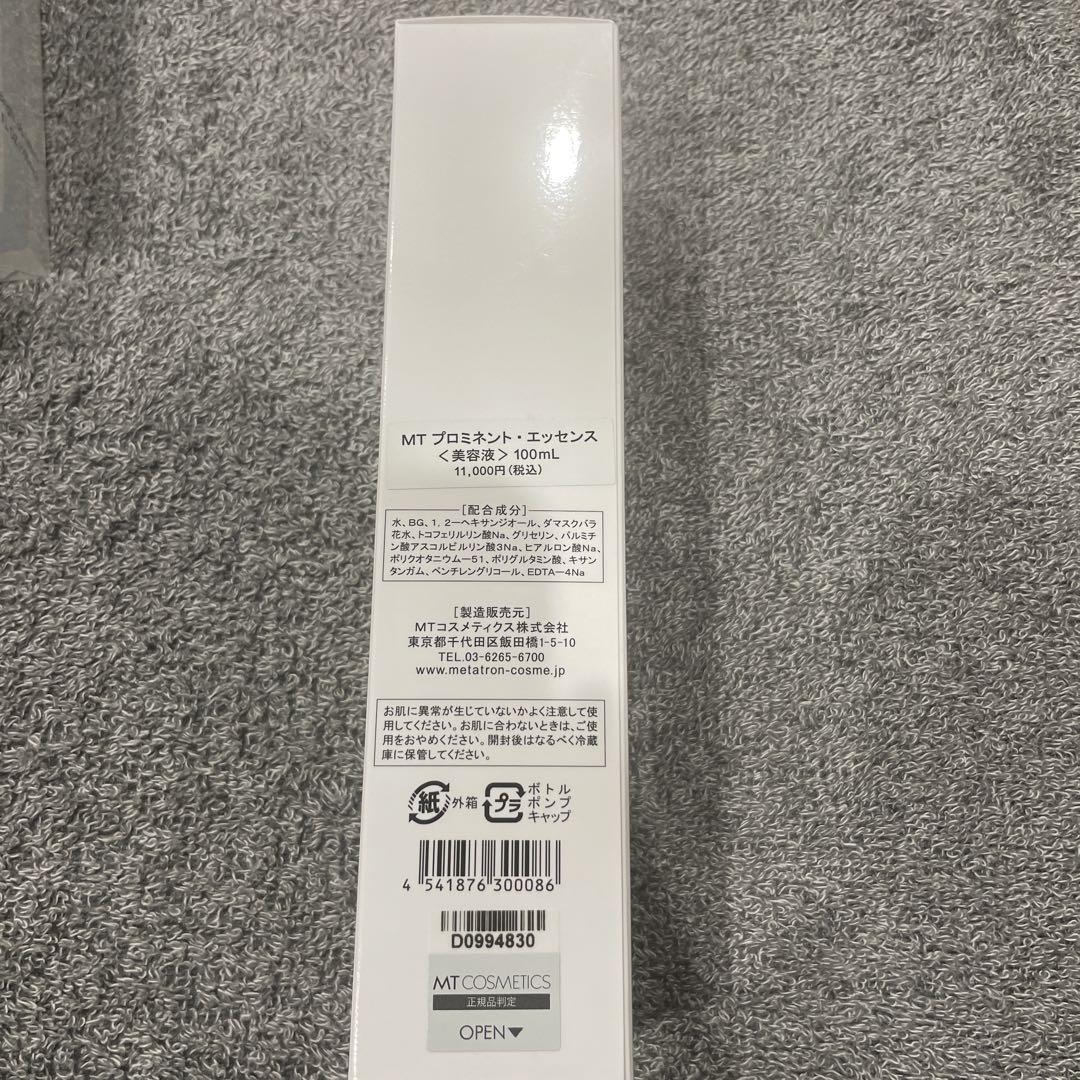 MT プロミネント・エッセンス
＜美容液＞100mL
11,000円（税込）
［配合成分］
水、BG、1，2ーヘキサンジオール、ダマスクバラ
花水、トコフェリルリン酸Na、グリセリン、パルミチ
ン酸アスコルビルリン酸3Na、ヒアルロン酸Na、
ポリクオタニウムー51、ポリグルタミン酸、キサン
タンガム、ペンチレングリコール、EDTAー4Na
［製造販売元］
MTコスメティクス株式会社
東京都千代田区飯田橋1-5-10
TEL.03-6265-6700
www.metatron-cosme.jp
お肌に異常が生じていないかよく注意して使
用してください。お肌に合わないときは、ご使
用をおやめください。開封後はなるべく冷蔵
庫に保管してください。
紙 外箱 プラ ボトル
ポンプ
キャップ
4 541876 300086
D0994830
MT COSMETICS
正規品判定
OPEN▼